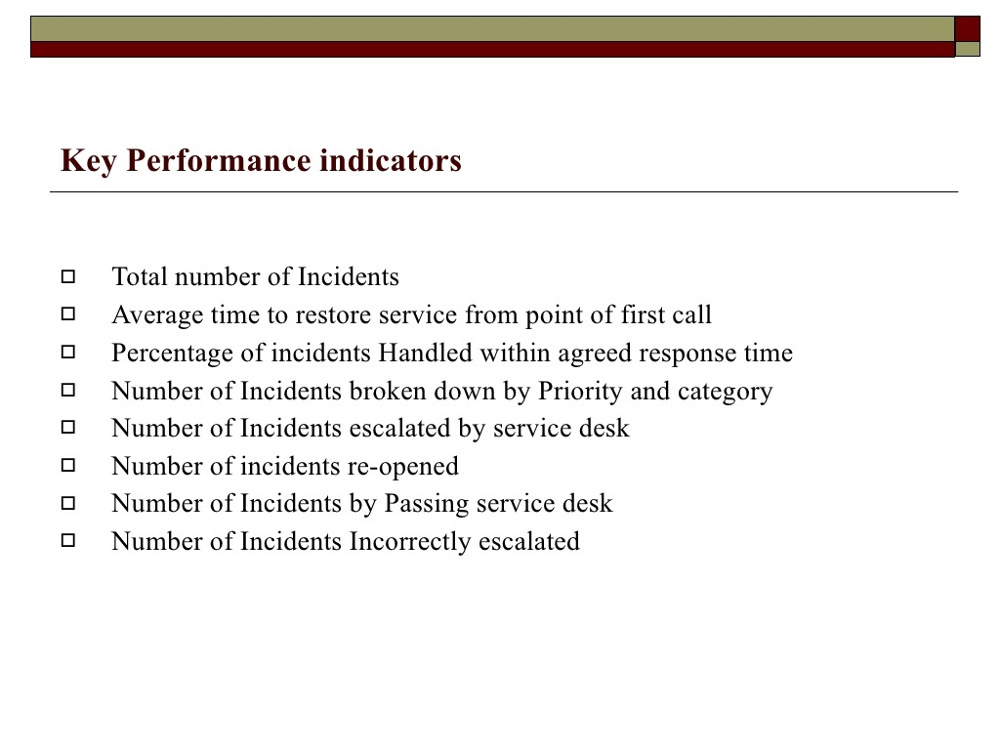 Key Performance indicators
Total number of Incidents
Average time to restore service from point of first call
Percentage of incidents Handled within agreed response time
Number of Incidents broken down by Priority and category
Number of Incidents escalated by service desk
Number of incidents re-opened
Number of Incidents by Passing service desk
Number of Incidents Incorrectly escalated